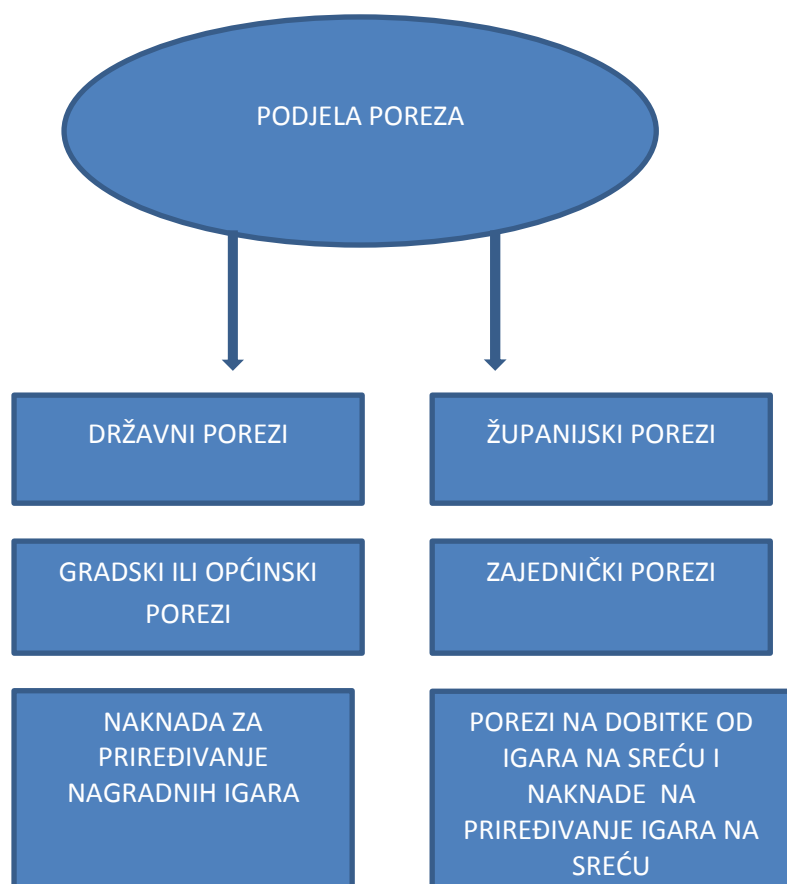 PODJELA POREZA
DRŽAVNI POREZI
ŽUPANIJSKI POREZI
GRADSKI ILI OPĆINSKI
POREZI
ZAJEDNIČKI POREZI
NAKNADA ZA
PRIREĐIVANJE
NAGRADNIH IGARA
POREZI NA DOBITKE OD
IGARA NA SREĆU I
NAKNADE NA
PRIREĐIVANJE IGARA NA
SREĆU